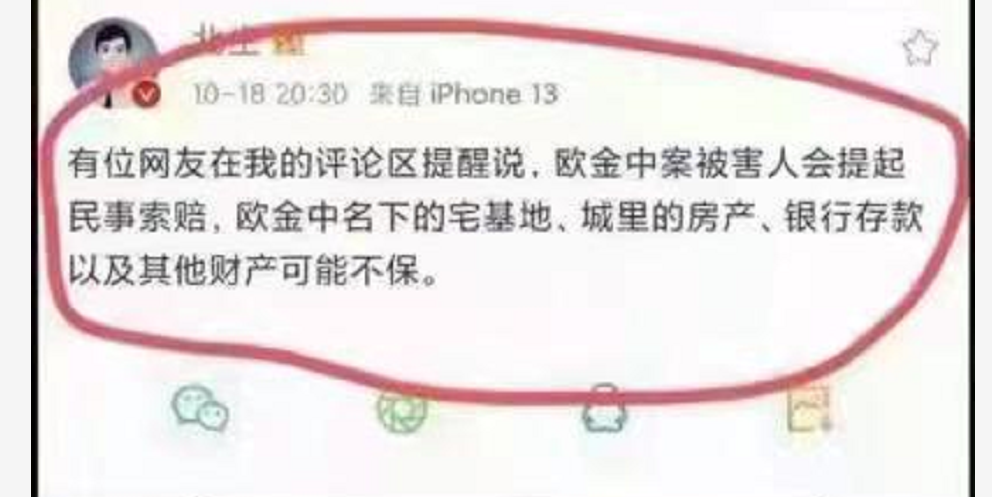 10-18 20:30 来自 iPhone 13
有位网友在我的评论区提醒说，欧金中案被害人会提起
民事索赔，欧金中名下的宅基地、城里的房产、银行存款
以及其他财产可能不保。